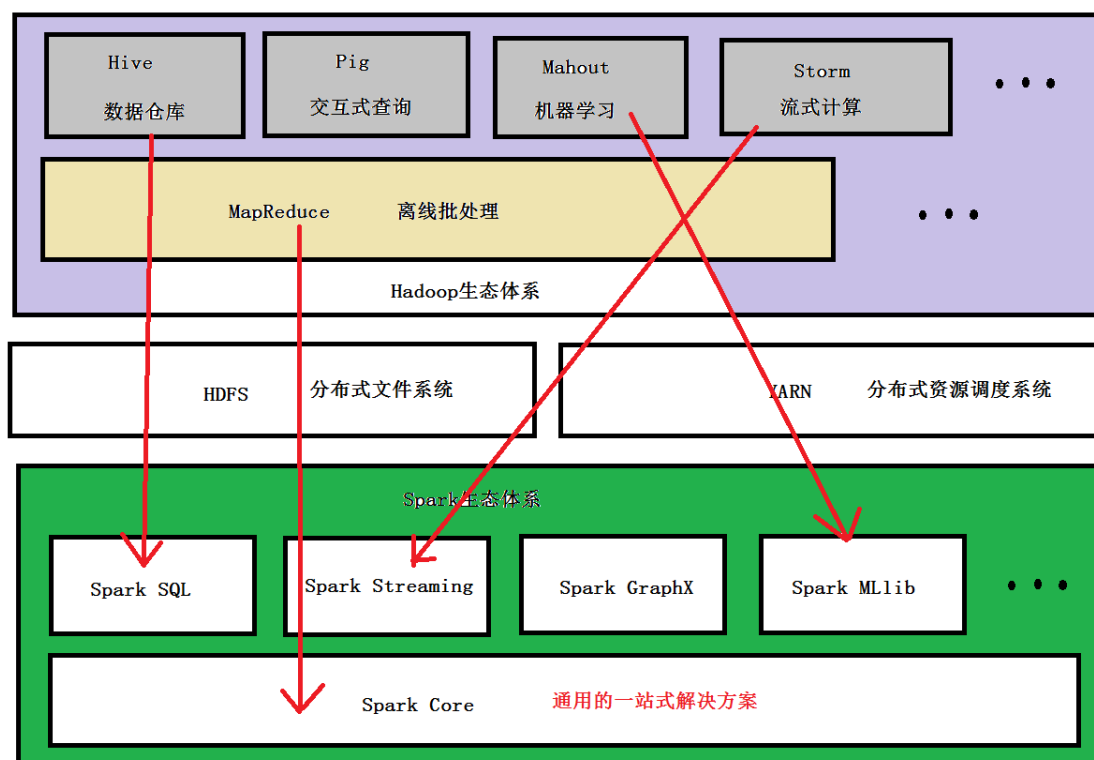 Hive
数据仓库
Pig
交互式查询
Mahout
机器学习
Storm
流式计算
MapReduce 离线批处理
Hadoop生态体系
HDFS 分布式文件系统
YARN 分布式资源调度系统
Spark生态体系
Spark SQL
Spark Streaming
Spark GraphX
Spark MLlib
Spark Core 通用的一站式解决方案